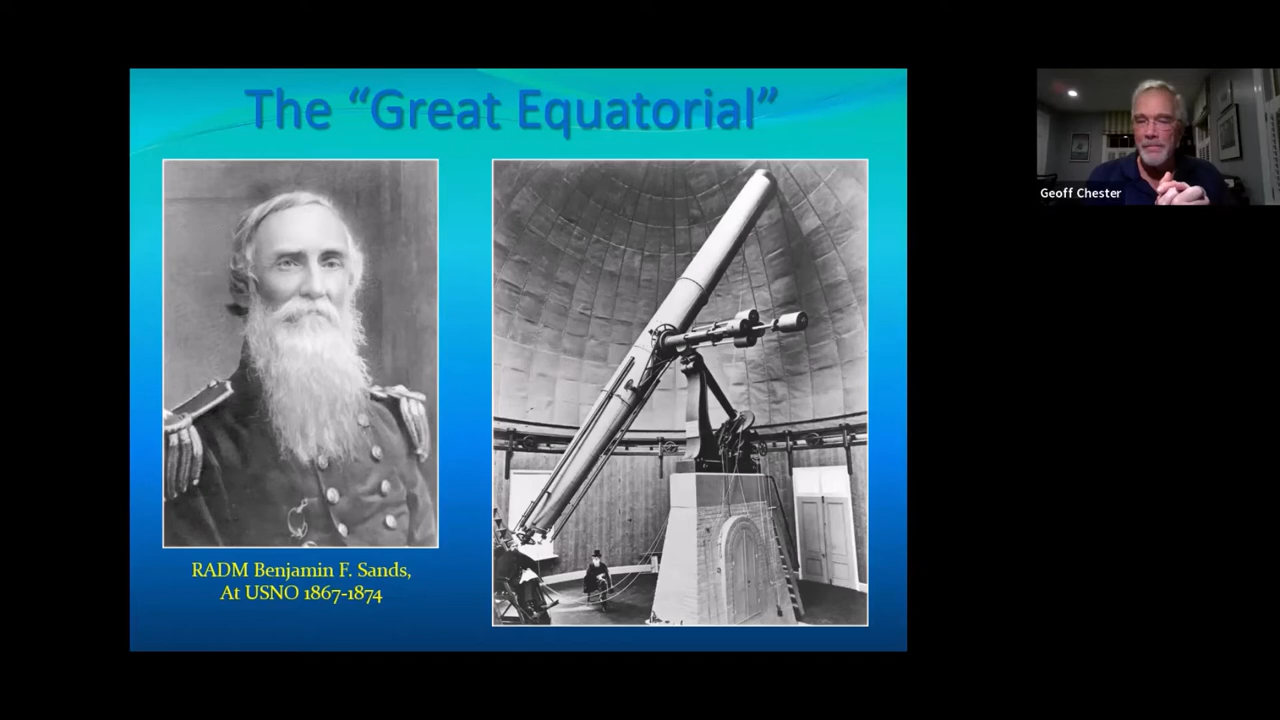 The “Great Equatorial”
RADM Benjamin F. Sands,
At USNO 1867-1874
Geoff Chester